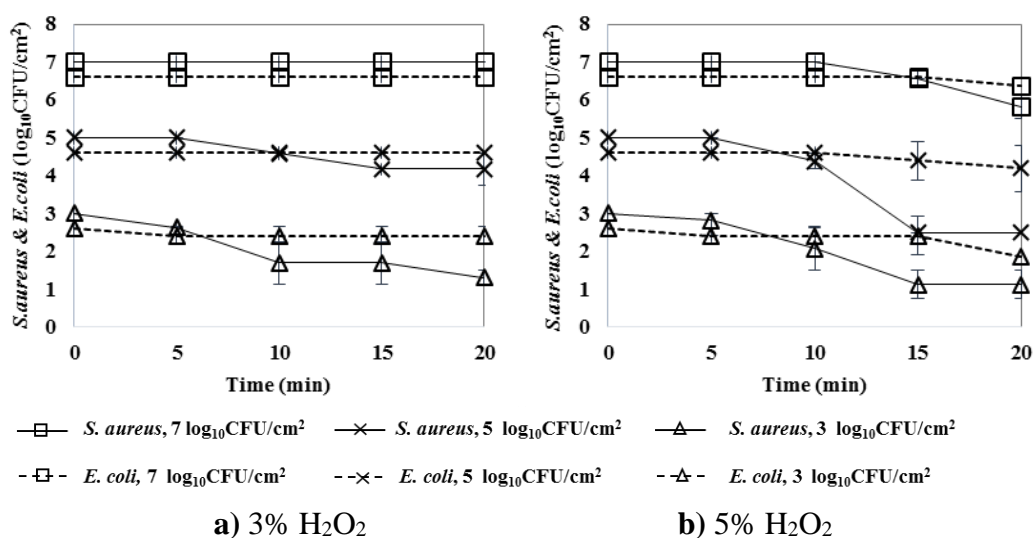 S.aureus & E.coli (log₁₀CFU/cm²)
8
7
6
5
4
3
2
1
0
0 5 10 15 20
Time (min)
S.aureus & E.coli (log₁₀CFU/cm²)
8
7
6
5
4
3
2
1
0
0 5 10 15 20
Time (min)
S. aureus, 7 log₁₀CFU/cm² S. aureus, 5 log₁₀CFU/cm² S. aureus, 3 log₁₀CFU/cm²
E. coli, 7 log₁₀CFU/cm² E. coli, 5 log₁₀CFU/cm² E. coli, 3 log₁₀CFU/cm²
a) 3% H₂O₂ b) 5% H₂O₂